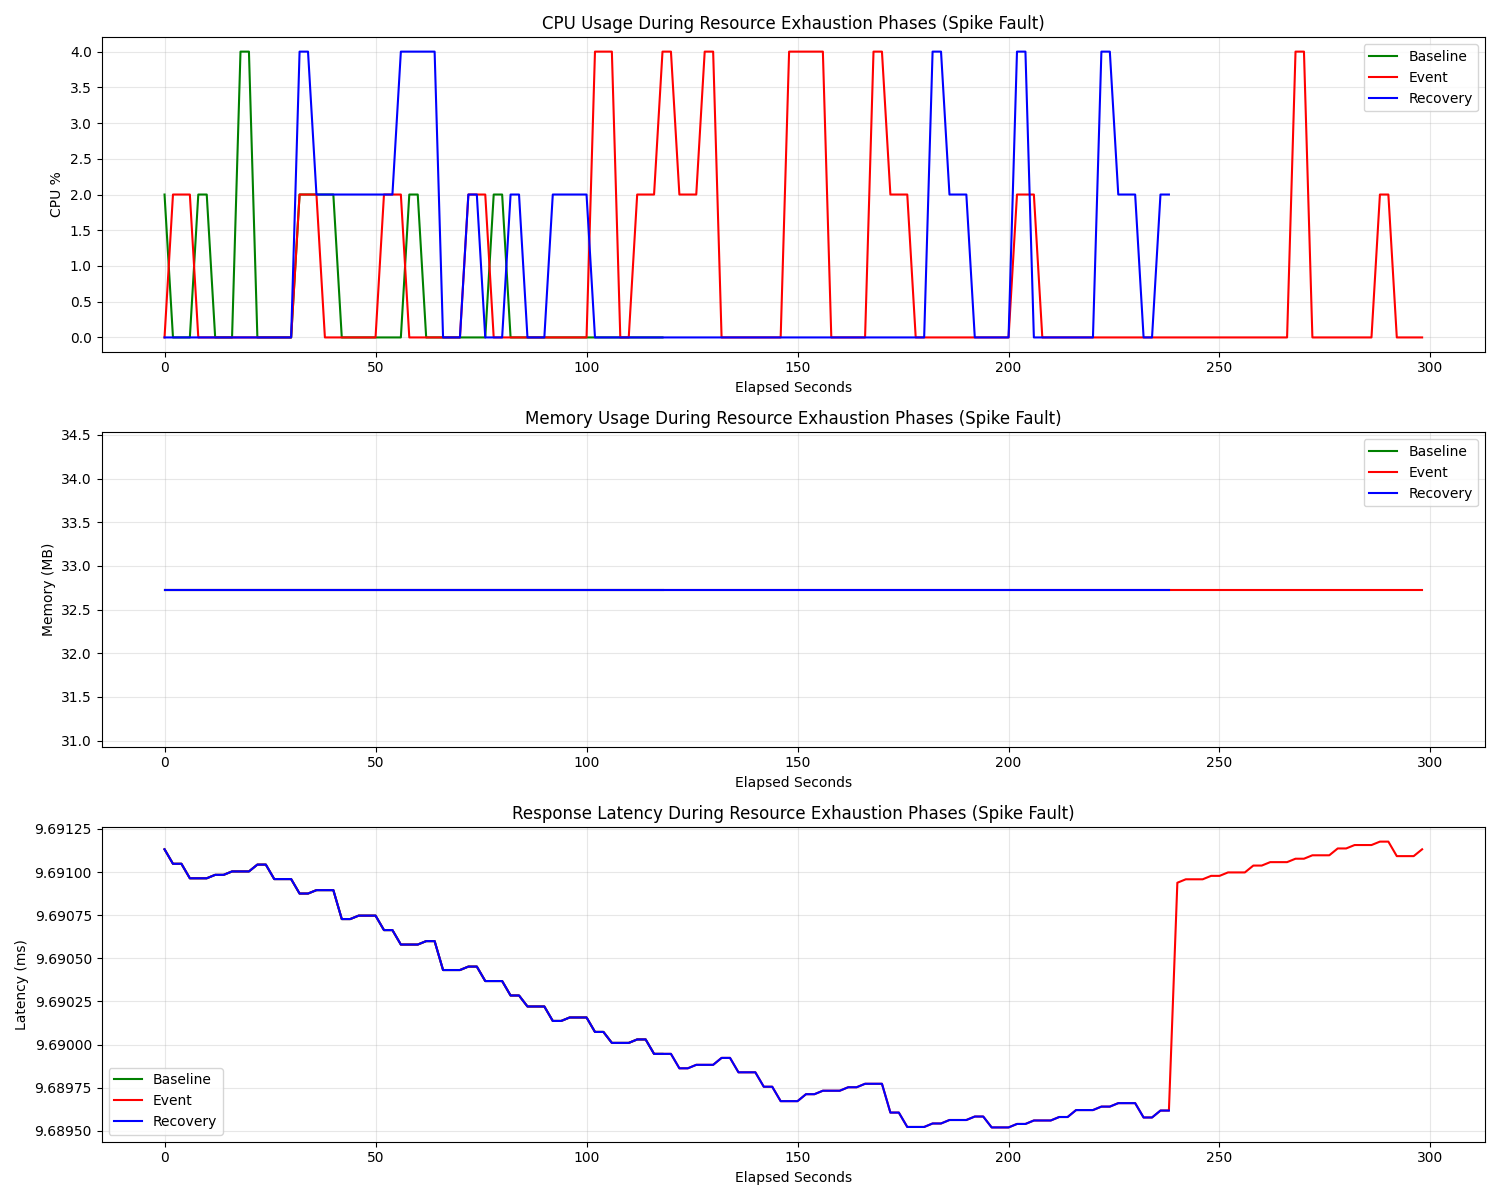 CPU Usage During Resource Exhaustion Phases (Spike Fault)
4.0
3.5
3.0
2.5
2.0
1.5
1.0
0.5
0.0
CPU %
Baseline
Event
Recovery
0 50 100 150 200 250 300
Elapsed Seconds
Memory Usage During Resource Exhaustion Phases (Spike Fault)
34.5
34.0
33.5
33.0
32.5
32.0
31.5
31.0
Memory (MB)
Baseline
Event
Recovery
0 50 100 150 200 250 300
Elapsed Seconds
Response Latency During Resource Exhaustion Phases (Spike Fault)
9.69125
9.69100
9.69075
9.69050
9.69025
9.69000
9.68975
9.68950
Latency (ms)
Baseline
Event
Recovery
0 50 100 150 200 250 300
Elapsed Seconds